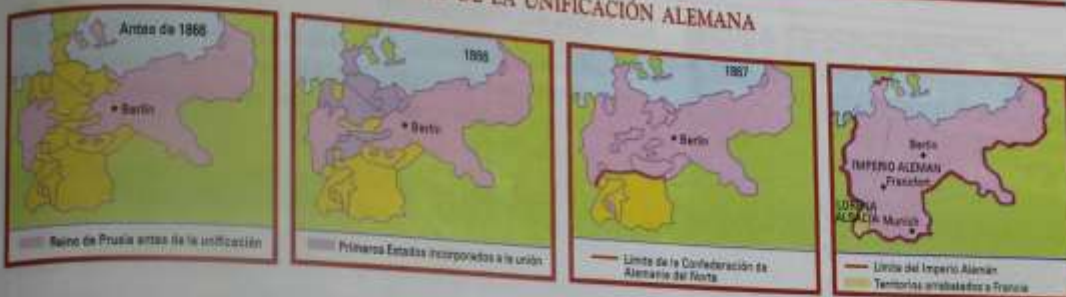 LA UNIFICACIÓN ALEMANA
Antes de 1866
Berlín
Reino de Prusia antes de la unificación
1866
Berlín
Primeros Estados incorporados a la unión
1867
Berlín
Límite de la Confederación de
Alemania del Norte
Berlín
IMPERIO ALEMÁN
Francfort
LORENA
ALSACIA Munich
Límite del Imperio Alemán
Territorios arrebatados a Francia